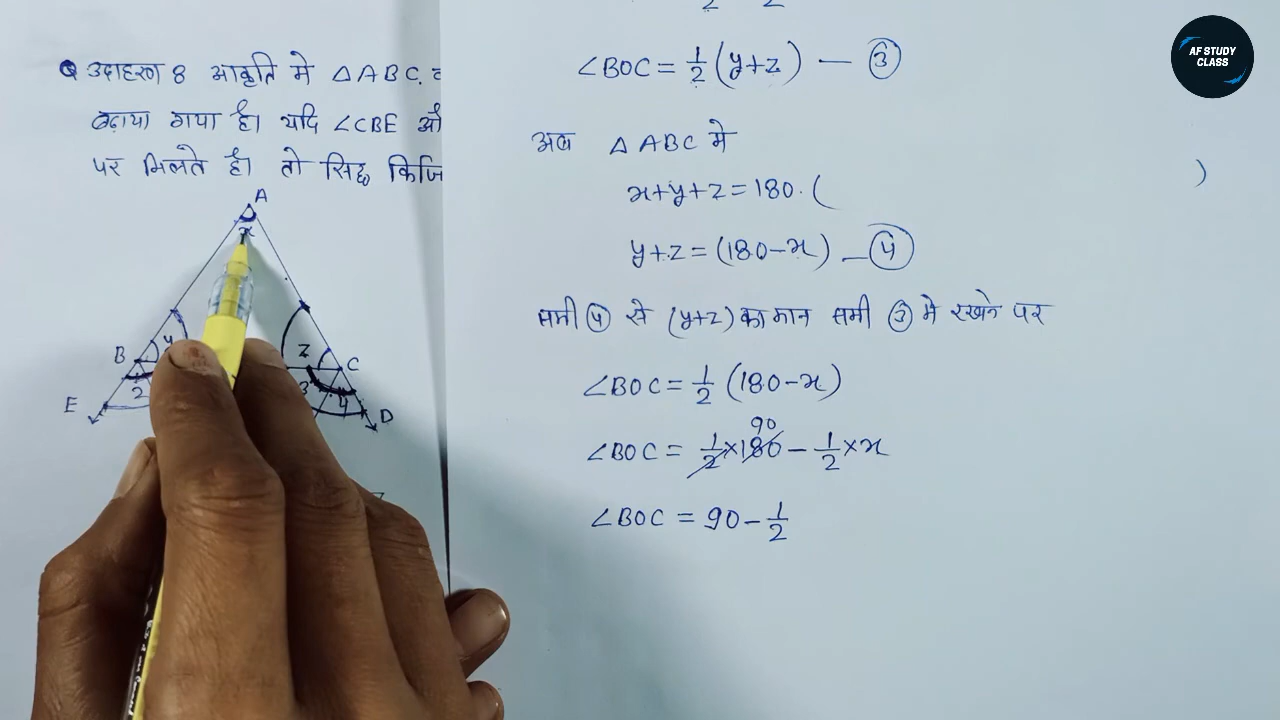 उदाहरण 8 आकृति मे △ABC
बढ़ाया गया है। यदि ∠CBE
पर मिलते है। तो सिद्ध किजि
A
x
B
y
Z
C
2
3
4
E
D
∠BOC = 1/2 (y+z) — ③
अब △ABC मे
x+y+z = 180. (
)
y+z = (180-x) — ④
समी ④ से (y+z) का मान समी ③ मे रखने पर
∠BOC = 1/2 (180-x)
90
∠BOC = 1/2 × 180 - 1/2 × x
∠BOC = 90 - 1/2
AF STUDY
CLASS